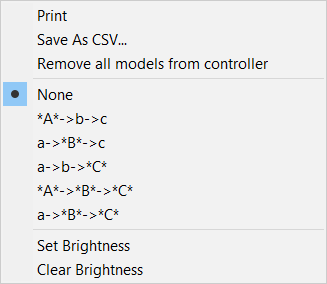 Print
Save As CSV...
Remove all models from controller
None
*A*->b->c
a->*B*->c
a->b->*C*
*A*->*B*->*C*
a->*B*->*C*
Set Brightness
Clear Brightness